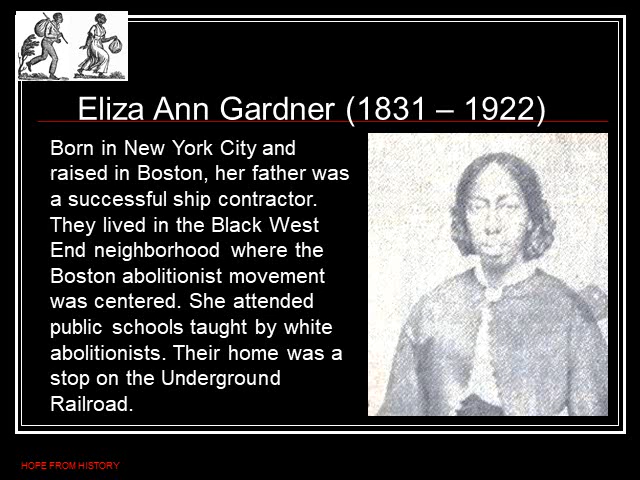 Eliza Ann Gardner (1831 – 1922)
Born in New York City and
raised in Boston, her father was
a successful ship contractor.
They lived in the Black West
End neighborhood where the
Boston abolitionist movement
was centered. She attended
public schools taught by white
abolitionists. Their home was a
stop on the Underground
Railroad.
HOPE FROM HISTORY